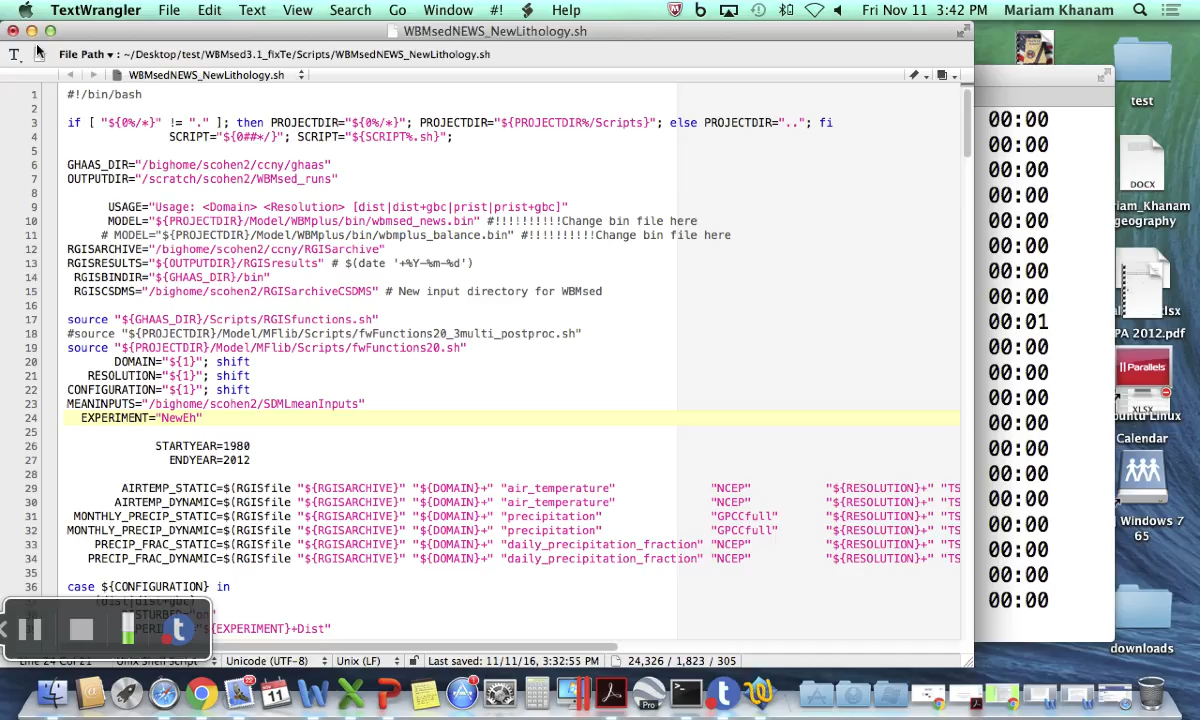 TextWrangler File Edit Text View Search Go Window #! Help Fri Nov 11 3:42 PM Mariam Khanam
WBMsedNEWS_NewLithology.sh
File Path ▾ : ~/Desktop/test/WBMsed3.1_fixTe/Scripts/WBMsedNEWS_NewLithology.sh
WBMsedNEWS_NewLithology.sh
1 #!/bin/bash
2
3 if [ "${0%/*}" != "." ]; then PROJECTDIR="${0%/*}"; PROJECTDIR="${PROJECTDIR%/Scripts}"; else PROJECTDIR=".."; fi
4 SCRIPT="${0##*/}"; SCRIPT="${SCRIPT%.sh}";
5
6 GHAAS_DIR="/bighome/scohen2/ccny/ghaas"
7 OUTPUTDIR="/scratch/scohen2/WBMsed_runs"
8
9 USAGE="Usage: <Domain> <Resolution> [dist|dist+gbc|prist|prist+gbc]"
10 MODEL="${PROJECTDIR}/Model/WBMplus/bin/wbmsed_news.bin" #!!!!!!!!!!Change bin file here
11 # MODEL="${PROJECTDIR}/Model/WBMplus/bin/wbmplus_balance.bin" #!!!!!!!!!!Change bin file here
12 RGISARCHIVE="/bighome/scohen2/ccny/RGISarchive"
13 RGISRESULTS="${OUTPUTDIR}/RGISresults" # $(date '+%Y-%m-%d')
14 RGISBINDIR="${GHAAS_DIR}/bin"
15 RGISCSDMS="/bighome/scohen2/RGISarchiveCSDMS" # New input directory for WBMsed
16
17 source "${GHAAS_DIR}/Scripts/RGISfunctions.sh"
18 #source "${PROJECTDIR}/Model/MFlib/Scripts/fwFunctions20_3multi_postproc.sh"
19 source "${PROJECTDIR}/Model/MFlib/Scripts/fwFunctions20.sh"
20 DOMAIN="${1}"; shift
21 RESOLUTION="${1}"; shift
22 CONFIGURATION="${1}"; shift
23 MEANINPUTS="/bighome/scohen2/SDMLmeanInputs"
24 EXPERIMENT="NewEh"
25
26 STARTYEAR=1980
27 ENDYEAR=2012
28
29 AIRTEMP_STATIC=$(RGISfile "${RGISARCHIVE}" "${DOMAIN}+" "air_temperature" "NCEP" "${RESOLUTION}+" "TS
30 AIRTEMP_DYNAMIC=$(RGISfile "${RGISARCHIVE}" "${DOMAIN}+" "air_temperature" "NCEP" "${RESOLUTION}+" "TS
31 MONTHLY_PRECIP_STATIC=$(RGISfile "${RGISARCHIVE}" "${DOMAIN}+" "precipitation" "GPCCfull" "${RESOLUTION}+" "TS
32 MONTHLY_PRECIP_DYNAMIC=$(RGISfile "${RGISARCHIVE}" "${DOMAIN}+" "precipitation" "GPCCfull" "${RESOLUTION}+" "TS
33 PRECIP_FRAC_STATIC=$(RGISfile "${RGISARCHIVE}" "${DOMAIN}+" "daily_precipitation_fraction" "NCEP" "${RESOLUTION}+" "TS
34 PRECIP_FRAC_DYNAMIC=$(RGISfile "${RGISARCHIVE}" "${DOMAIN}+" "daily_precipitation_fraction" "NCEP" "${RESOLUTION}+" "TS
35
36 case ${CONFIGURATION} in
(dist|dist+gbc)
"${EXPERIMENT}+Dist"
Unicode (UTF-8) Unix (LF) Last saved: 11/11/16, 3:32:55 PM 24,326 / 1,823 / 305
00:00
00:00
00:00
00:00
00:00
00:00
00:00
00:00
00:01
00:00
00:00
00:00
00:00
00:00
00:00
00:00
00:00
00:00
00:00
00:00
test
DOCX
iam_Khanam
geography
PA 2012.pdf
Parallels
XLSX
buntu Linux
Calendar
Windows 7
65
downloads
Pro